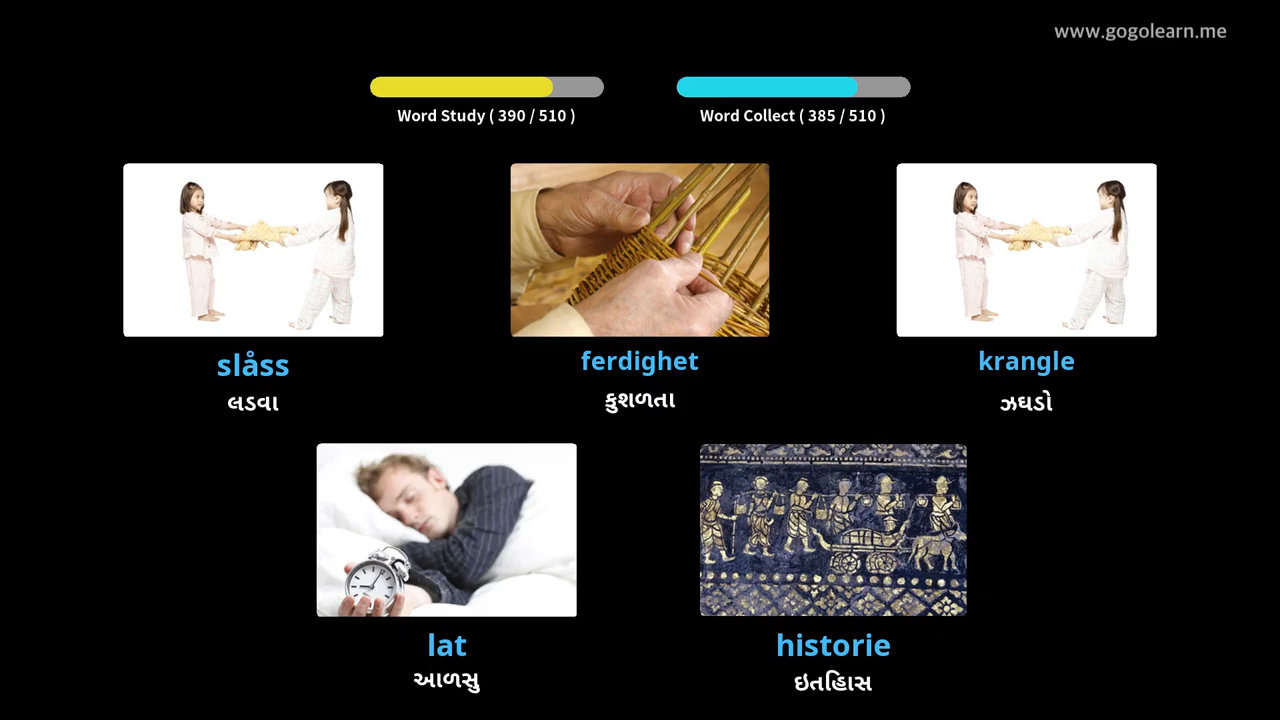 www.gogolearn.me
Word Study ( 390 / 510 )
Word Collect ( 385 / 510 )
slåss
લડવા
ferdighet
કુશળતા
krangle
ઝઘડો
lat
આળસુ
historie
ઇતિહાસ